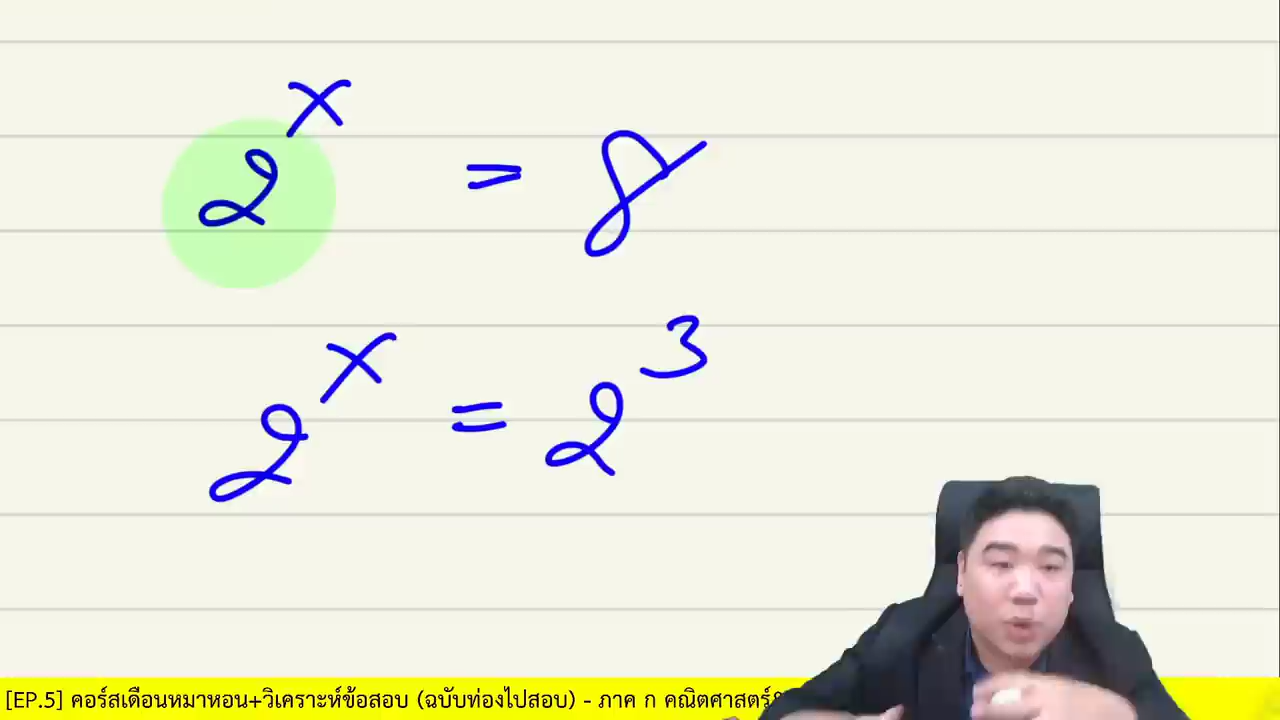 2^x = 8
2^x = 2^3
[EP.5] คอร์สเดือนหมาหอน+วิเคราะห์ข้อสอบ (ฉบับท่องไปสอบ) - ภาค ก คณิตศาสตร์